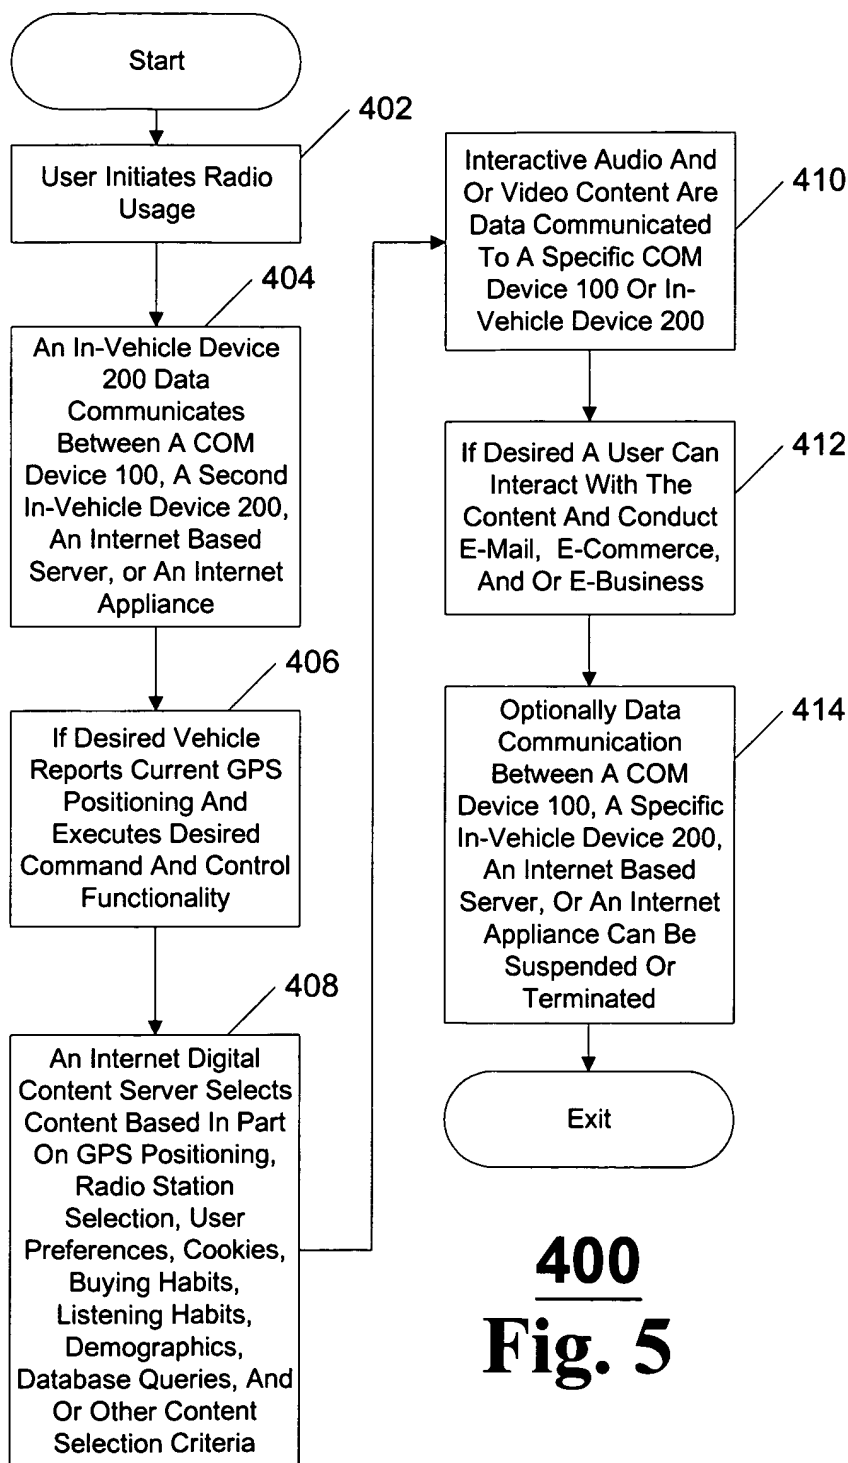 Start
402
User Initiates Radio
Usage
404
An In-Vehicle Device
200 Data
Communicates
Between A COM
Device 100, A Second
In-Vehicle Device 200,
An Internet Based
Server, or An Internet
Appliance
406
If Desired Vehicle
Reports Current GPS
Positioning And
Executes Desired
Command And Control
Functionality
408
An Internet Digital
Content Server Selects
Content Based In Part
On GPS Positioning,
Radio Station
Selection, User
Preferences, Cookies,
Buying Habits,
Listening Habits,
Demographics,
Database Queries, And
Or Other Content
Selection Criteria
410
Interactive Audio And
Or Video Content Are
Data Communicated
To A Specific COM
Device 100 Or In-
Vehicle Device 200
412
If Desired A User Can
Interact With The
Content And Conduct
E-Mail, E-Commerce,
And Or E-Business
414
Optionally Data
Communication
Between A COM
Device 100, A Specific
In-Vehicle Device 200,
An Internet Based
Server, Or An Internet
Appliance Can Be
Suspended Or
Terminated
Exit
400
Fig. 5